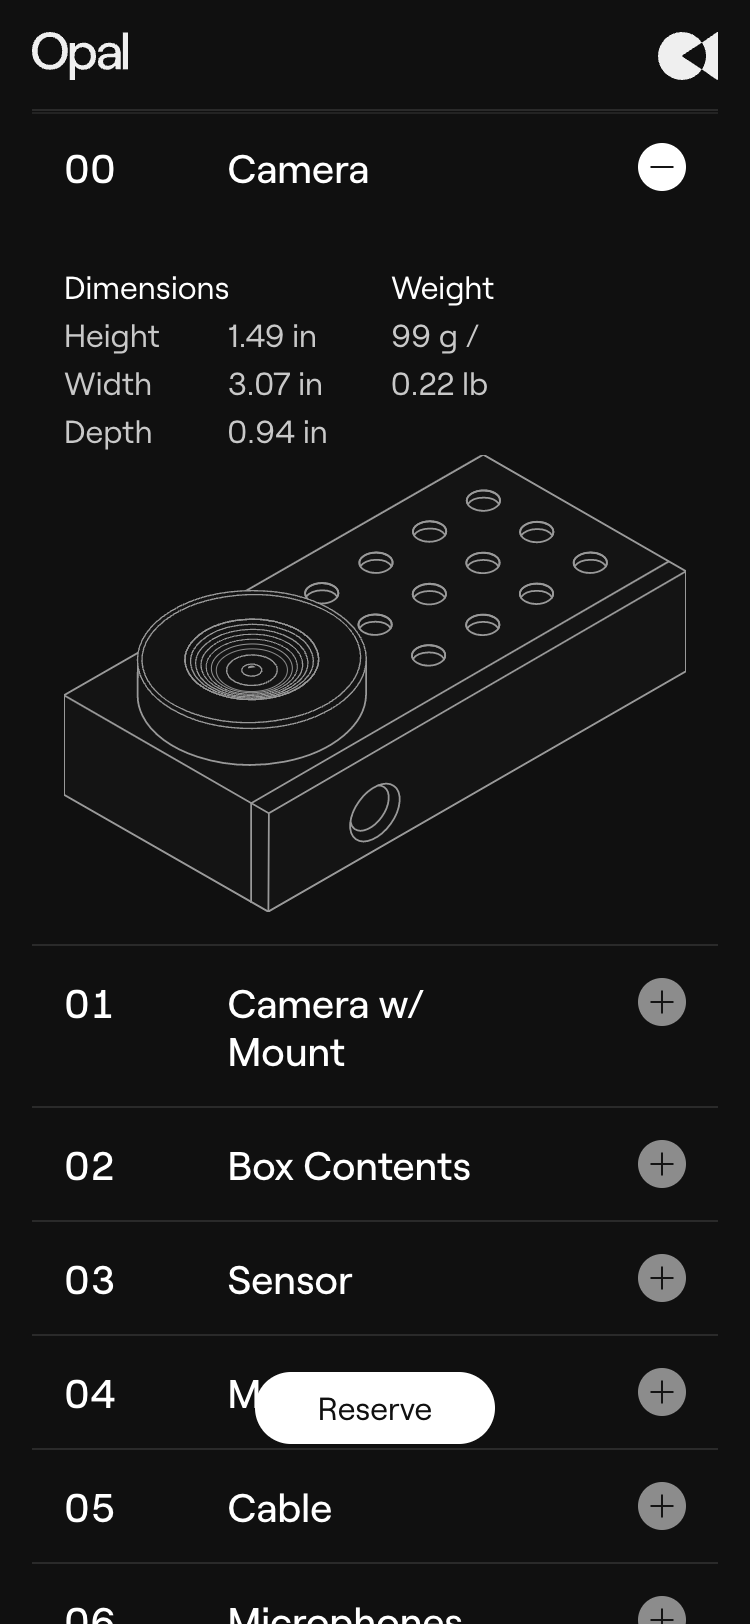 Opal
00 Camera
Dimensions Weight
Height 1.49 in 99 g /
Width 3.07 in 0.22 lb
Depth 0.94 in
01 Camera w/
Mount
02 Box Contents
03 Sensor
04
Reserve
05 Cable
06 Microphones